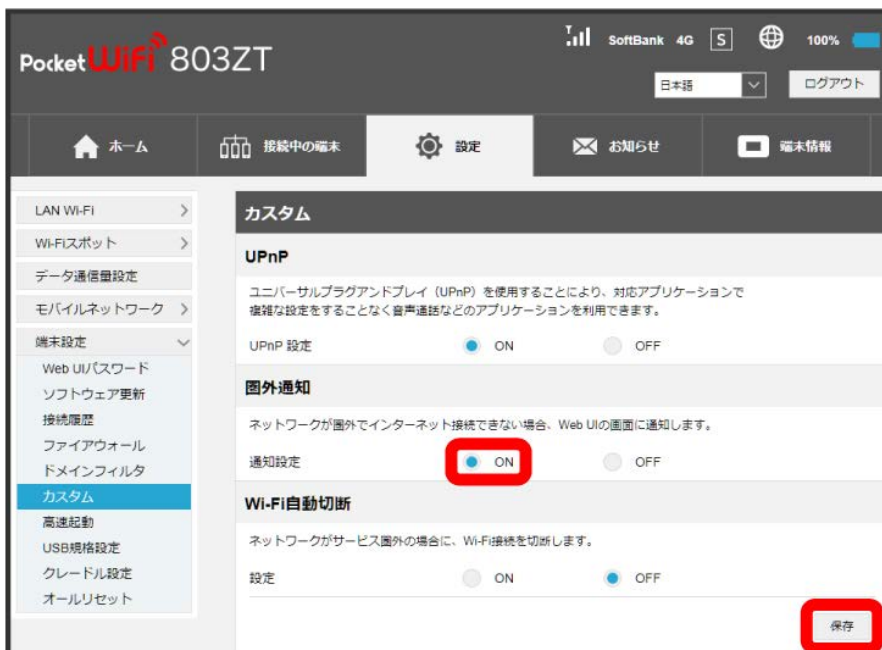 SoftBank 4G S 100%
Pocket WiFi 803ZT
日本語 ログアウト
ホーム 接続中の端末 設定 お知らせ 端末情報
LAN Wi-Fi
Wi-Fiスポット
データ通信量設定
モバイルネットワーク
端末設定
Web UIパスワード
ソフトウェア更新
接続履歴
ファイアウォール
ドメインフィルタ
カスタム
高速起動
USB規格設定
クレードル設定
オールリセット
カスタム
UPnP
ユニバーサルプラグアンドプレイ（UPnP）を使用することにより、対応アプリケーションで
複雑な設定をすることなく音声通話などのアプリケーションを利用できます。
UPnP 設定 ON OFF
圏外通知
ネットワークが圏外でインターネット接続できない場合、Web UIの画面に通知します。
通知設定 ON OFF
Wi-Fi自動切断
ネットワークがサービス圏外の場合に、Wi-Fi接続を切断します。
設定 ON OFF
保存